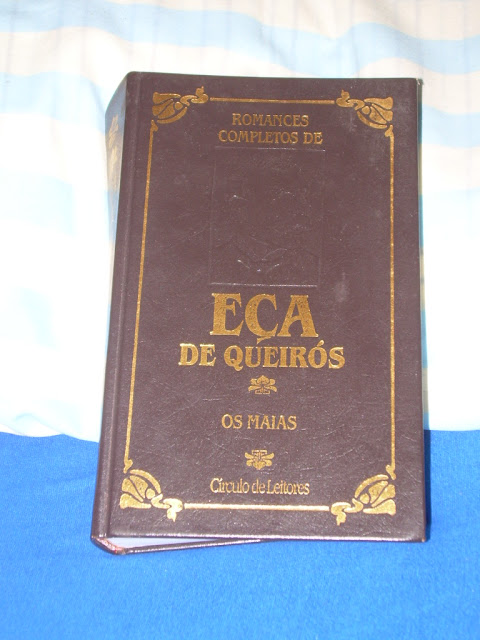 ROMANCES
COMPLETOS DE
EÇA
DE QUEIRÓS
OS MAIAS
Círculo de Leitores